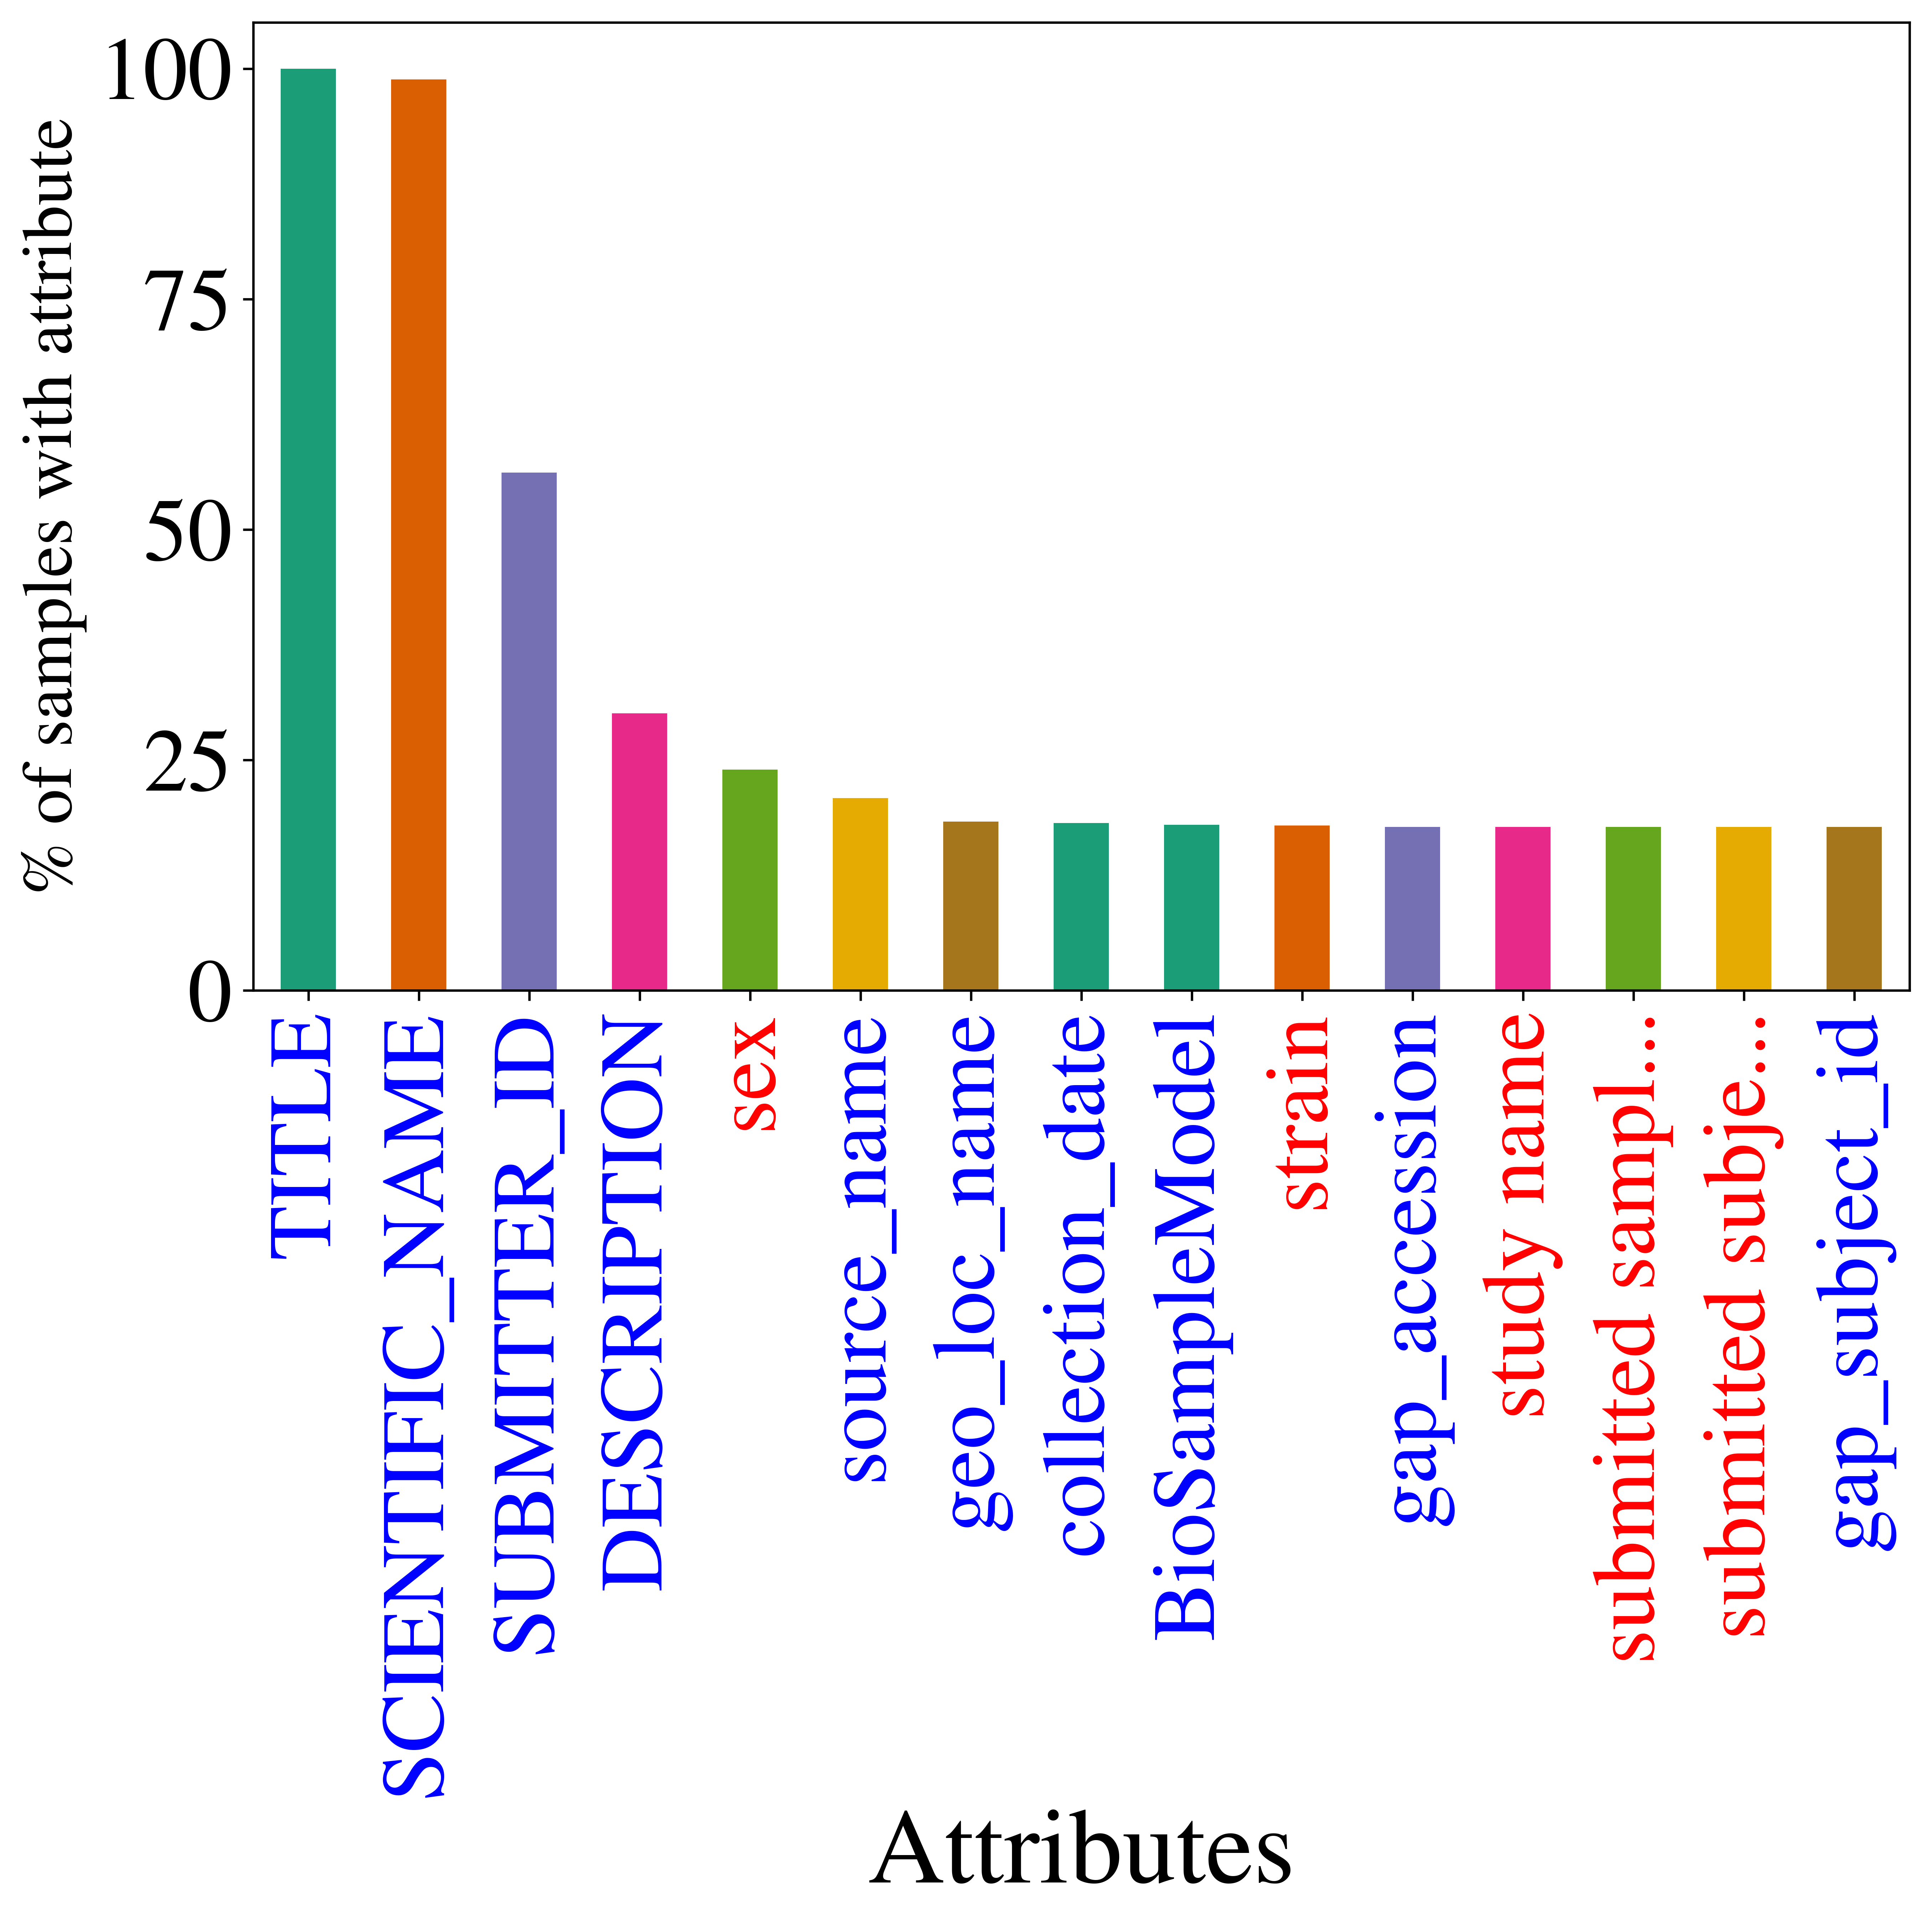 % of samples with attribute
100
75
50
25
0
TITLE
SCIENTIFIC_NAME
SUBMITTER_ID
DESCRIPTION
sex
source_name
geo_loc_name
collection_date
BioSampleModel
strain
gap_accession
study name
submitted sampl...
submitted subje...
gap_subject_id
Attributes